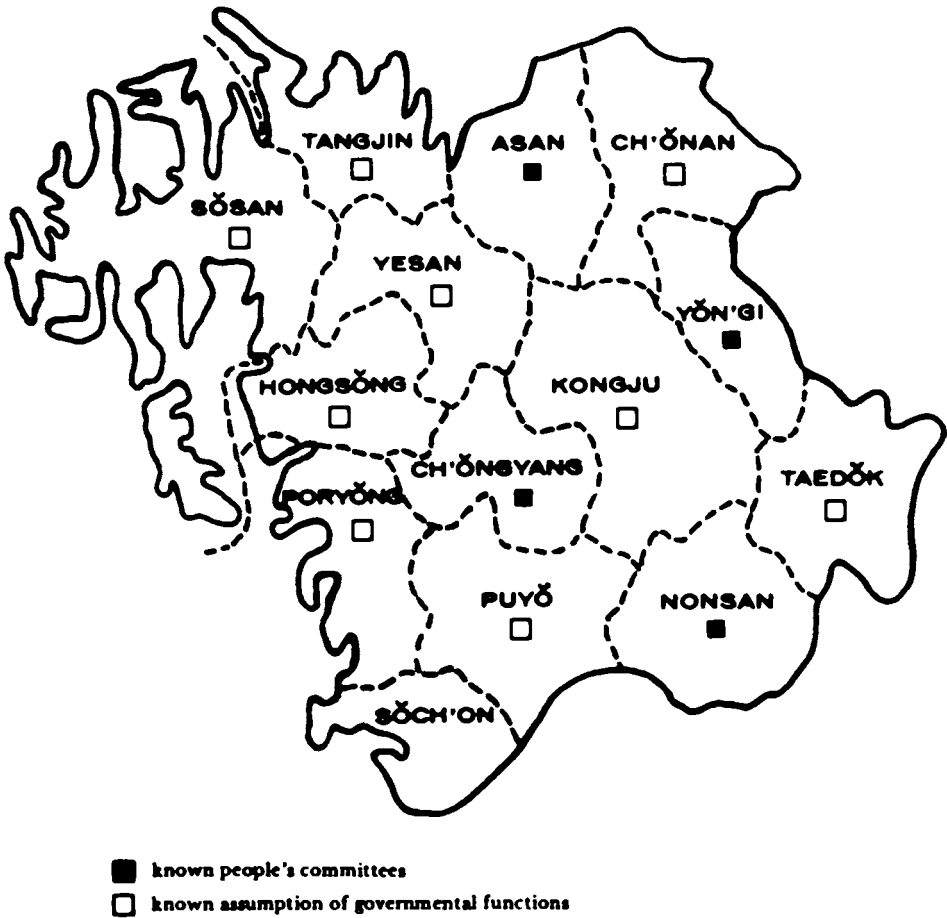 TANGJIN
ASAN
CH'ŎNAN
SŎSAN
YESAN
YŎN'GI
HONGSŎNG
KONGJU
CH'ŎNGYANG
TAEDŎK
PORYŎNG
PUYŎ
NONSAN
SŎCH'ON
known people's committees
known assumption of governmental functions